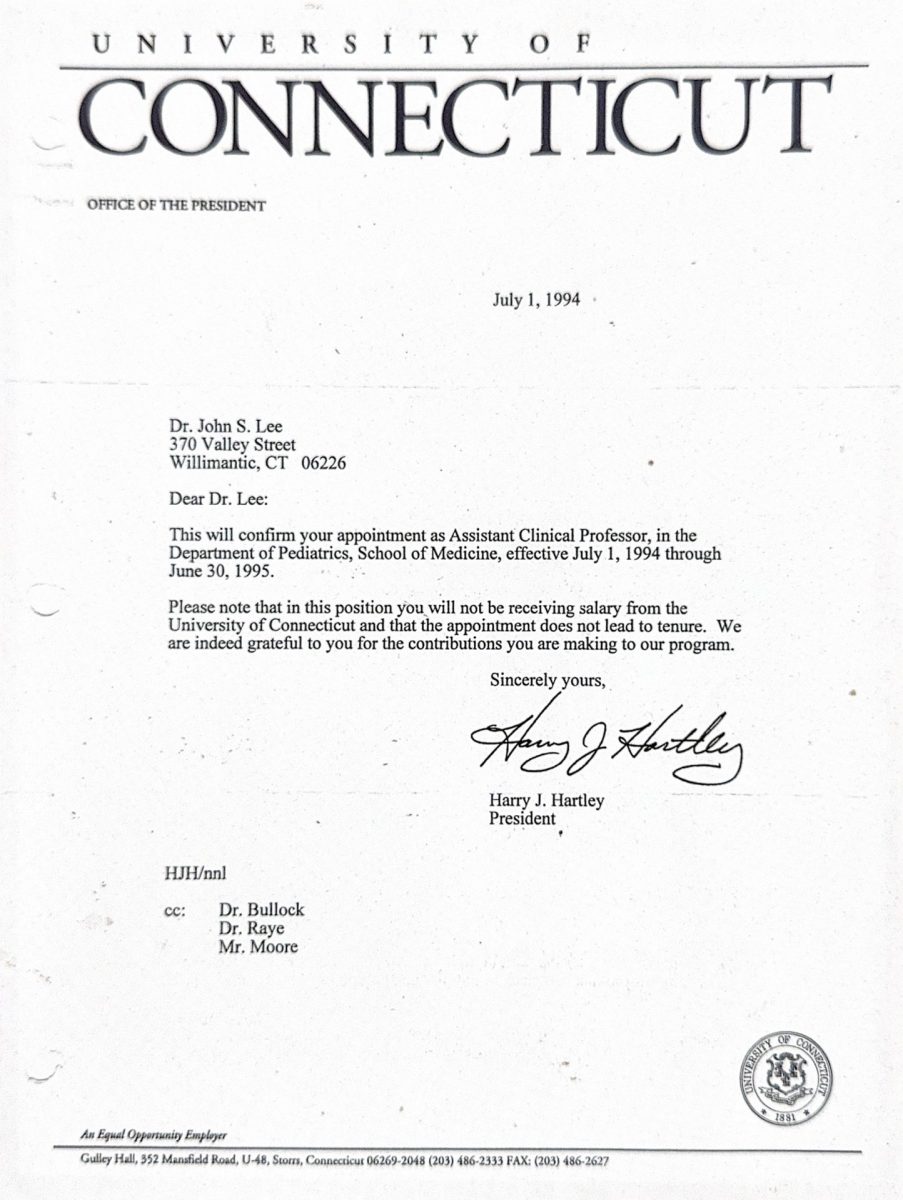 UNIVERSITY OF
CONNECTICUT
OFFICE OF THE PRESIDENT
July 1, 1994
Dr. John S. Lee
370 Valley Street
Willimantic, CT 06226
Dear Dr. Lee:
This will confirm your appointment as Assistant Clinical Professor, in the
Department of Pediatrics, School of Medicine, effective July 1, 1994 through
June 30, 1995.
Please note that in this position you will not be receiving salary from the
University of Connecticut and that the appointment does not lead to tenure. We
are indeed grateful to you for the contributions you are making to our program.
Sincerely yours,
Harry J Hartley
Harry J. Hartley
President
HJH/nnl
cc: Dr. Bullock
Dr. Raye
Mr. Moore
UNIVERSITY OF CONNECTICUT
1881
An Equal Opportunity Employer
Gulley Hall, 352 Mansfield Road, U-48, Storrs, Connecticut 06269-2048 (203) 486-2333 FAX: (203) 486-2627